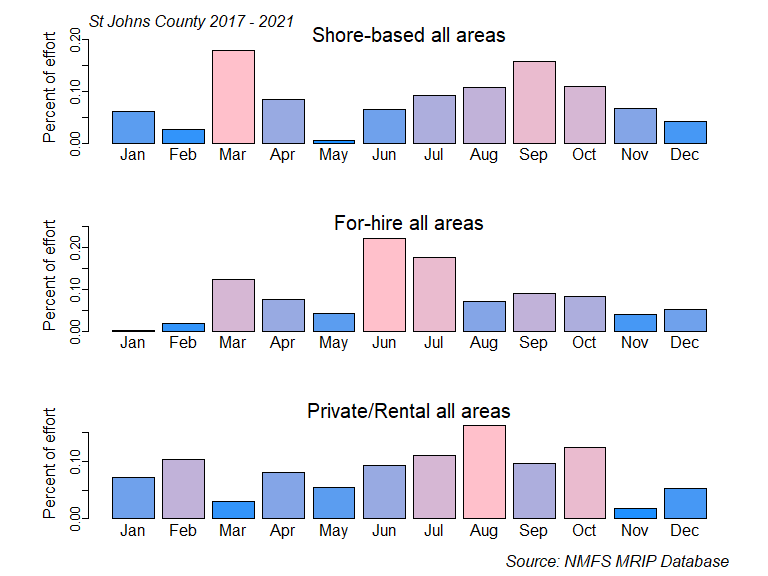 St Johns County 2017 - 2021
Shore-based all areas
Percent of effort
0.20
0.10
0.00
Jan Feb Mar Apr May Jun Jul Aug Sep Oct Nov Dec
For-hire all areas
Percent of effort
0.20
0.10
0.00
Jan Feb Mar Apr May Jun Jul Aug Sep Oct Nov Dec
Private/Rental all areas
Percent of effort
0.10
0.00
Jan Feb Mar Apr May Jun Jul Aug Sep Oct Nov Dec
Source: NMFS MRIP Database